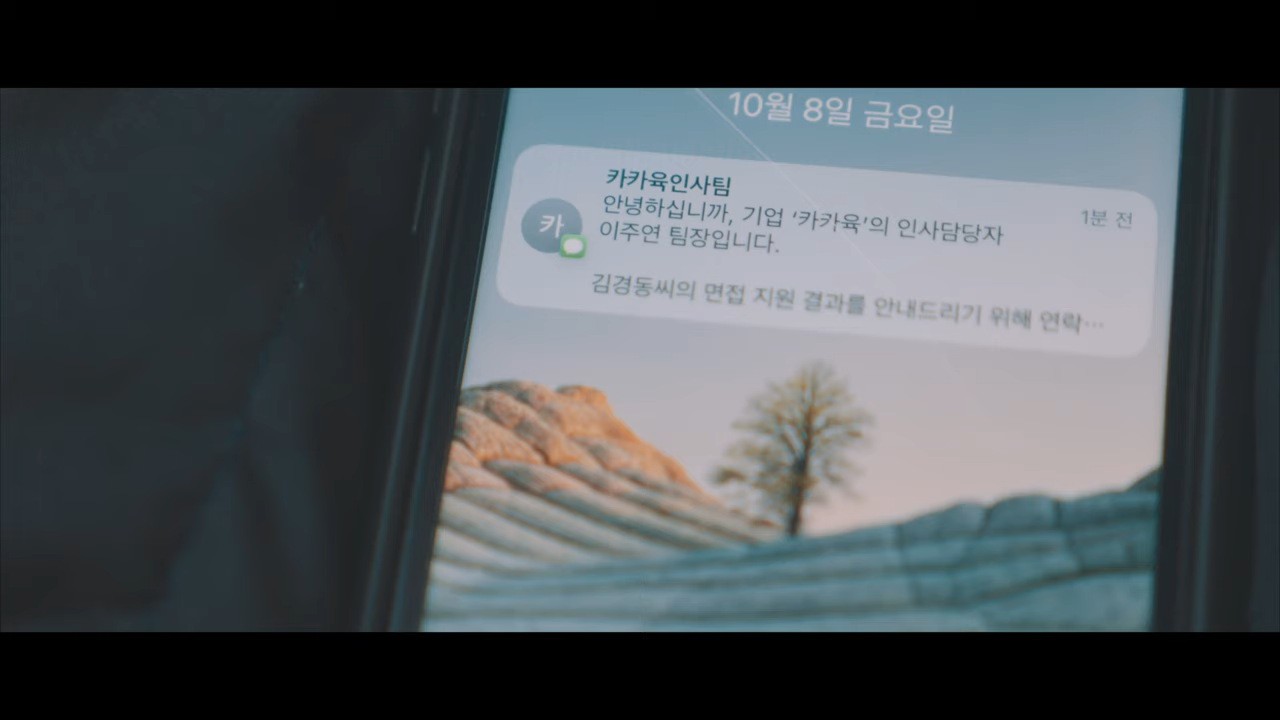 10월 8일 금요일
카카육인사팀
1분 전
안녕하십니까, 기업 ‘카카육’의 인사담당자
이주연 팀장입니다.
김경동씨의 면접 지원 결과를 안내드리기 위해 연락…
카